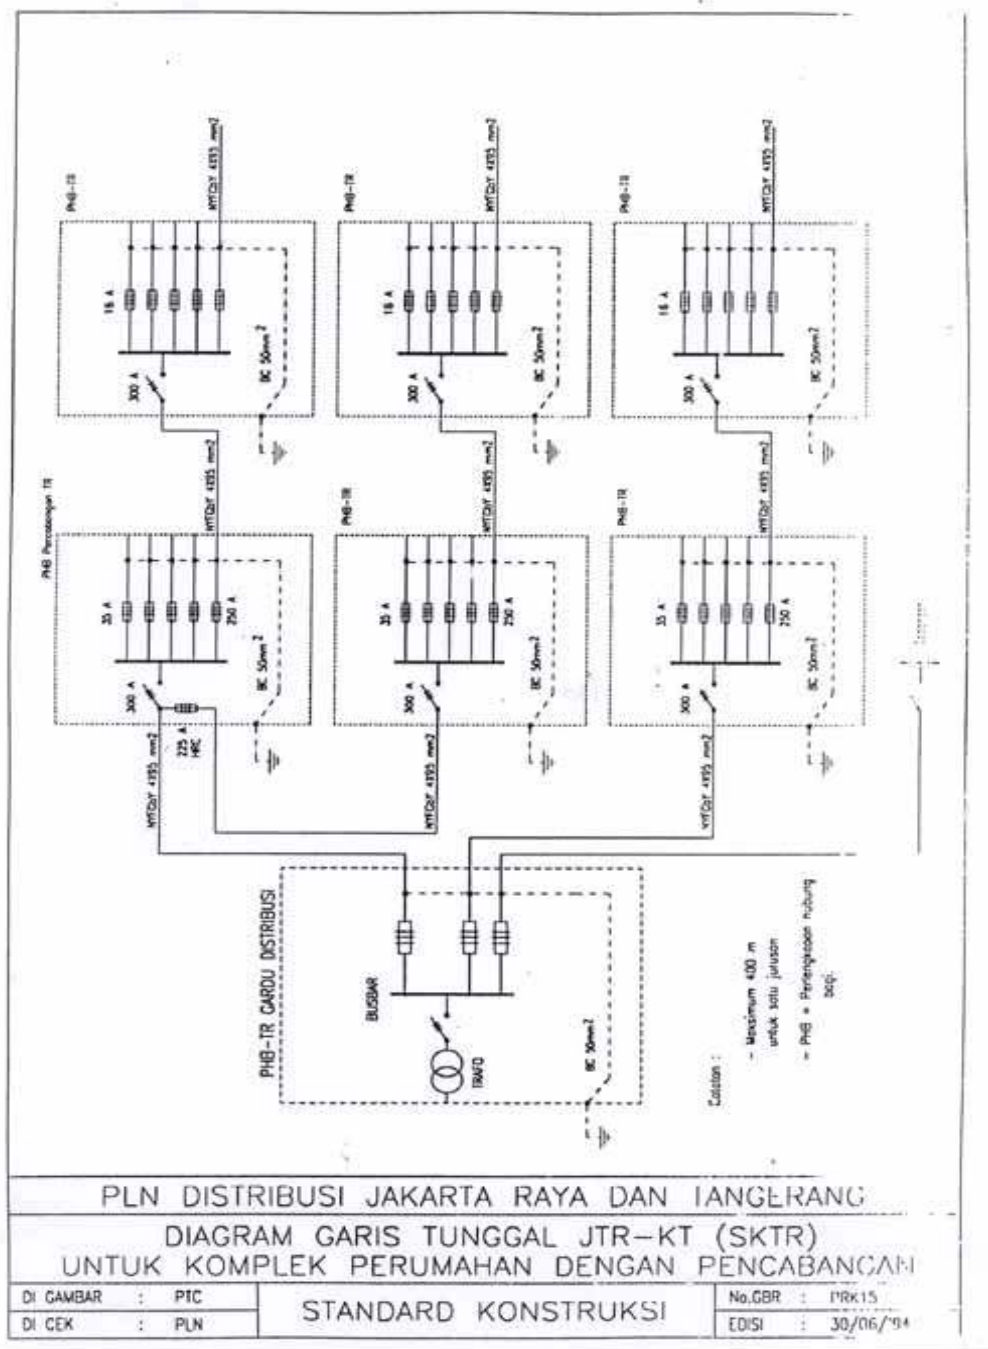 NYFGbY 4X95 mm2
NYFGbY 4X95 mm2
NYFGbY 4X95 mm2
PHB-TR
PHB-TR
PHB-TR
16 A
16 A
16 A
BC 50mm2
BC 50mm2
BC 50mm2
300 A
300 A
300 A
NYFGbY 4X95 mm2
NYFGbY 4X95 mm2
NYFGbY 4X95 mm2
PHB Percabangan TR
PHB-TR
PHB-TR
35 A
250 A
35 A
250 A
35 A
250 A
BC 50mm2
BC 50mm2
BC 50mm2
300 A
300 A
300 A
225 A
HRC
NYFGbY 4X95 mm2
NYFGbY 4X95 mm2
NYFGbY 4X95 mm2
PHB-TR GARDU DISTRIBUSI
BUSBAR
TRAFO
BC 50mm2
Catatan :
- Maksimum 400 m
untuk satu jurusan
- PHB = Perlengkapan hubung
bagi.
PLN DISTRIBUSI JAKARTA RAYA DAN TANGERANG
DIAGRAM GARIS TUNGGAL JTR-KT (SKTR)
UNTUK KOMPLEK PERUMAHAN DENGAN PENCABANGAN
DI GAMBAR : PTC
DI CEK : PLN
STANDARD KONSTRUKSI
No.GBR : PRK15
EDISI : 30/06/'94